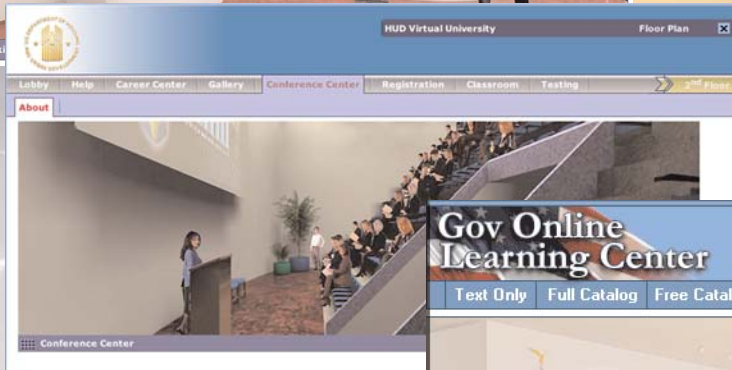 HUD Virtual University Floor Plan
Lobby Help Career Center Gallery Conference Center Registration Classroom Testing 2nd Floor
About
Conference Center
Gov Online
Learning Center
Text Only Full Catalog Free